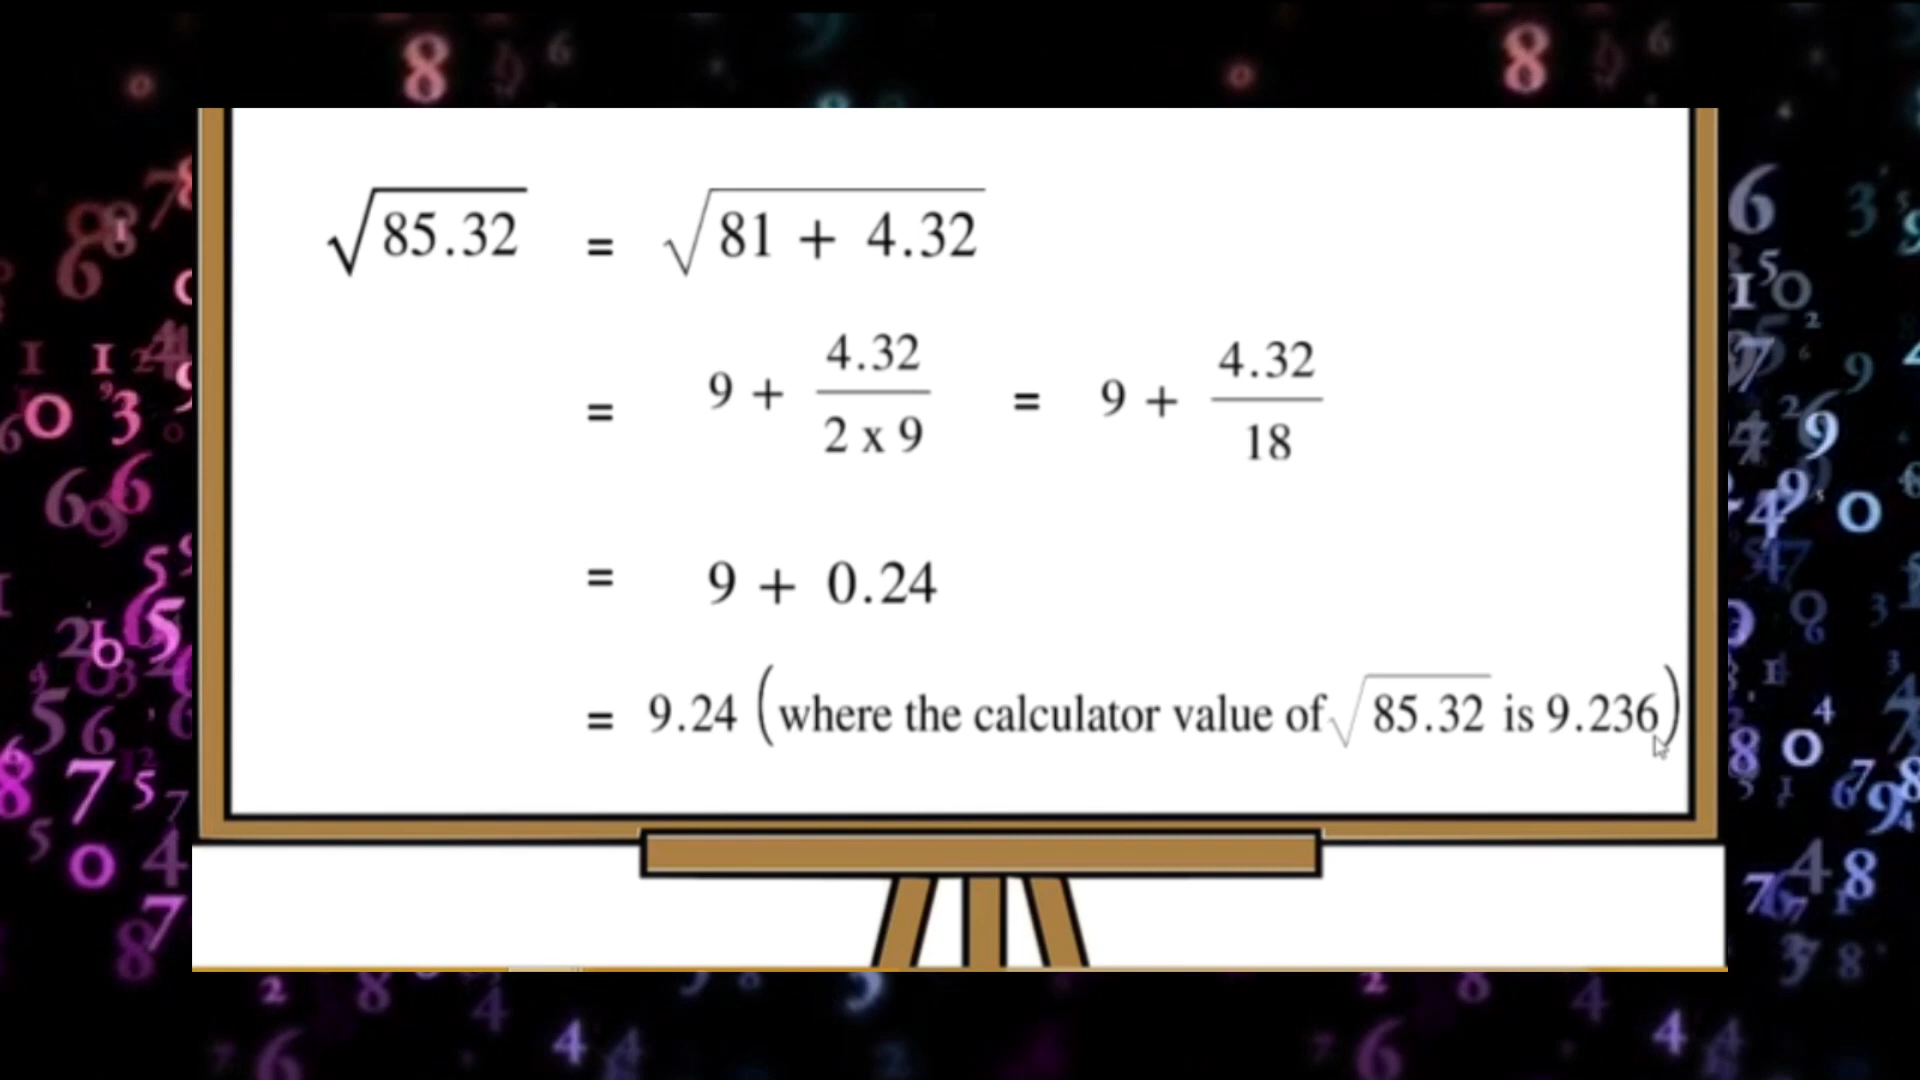 √85.32 = √81 + 4.32
= 9 + 4.32/2 x 9 = 9 + 4.32/18
= 9 + 0.24
= 9.24 (where the calculator value of √85.32 is 9.236)